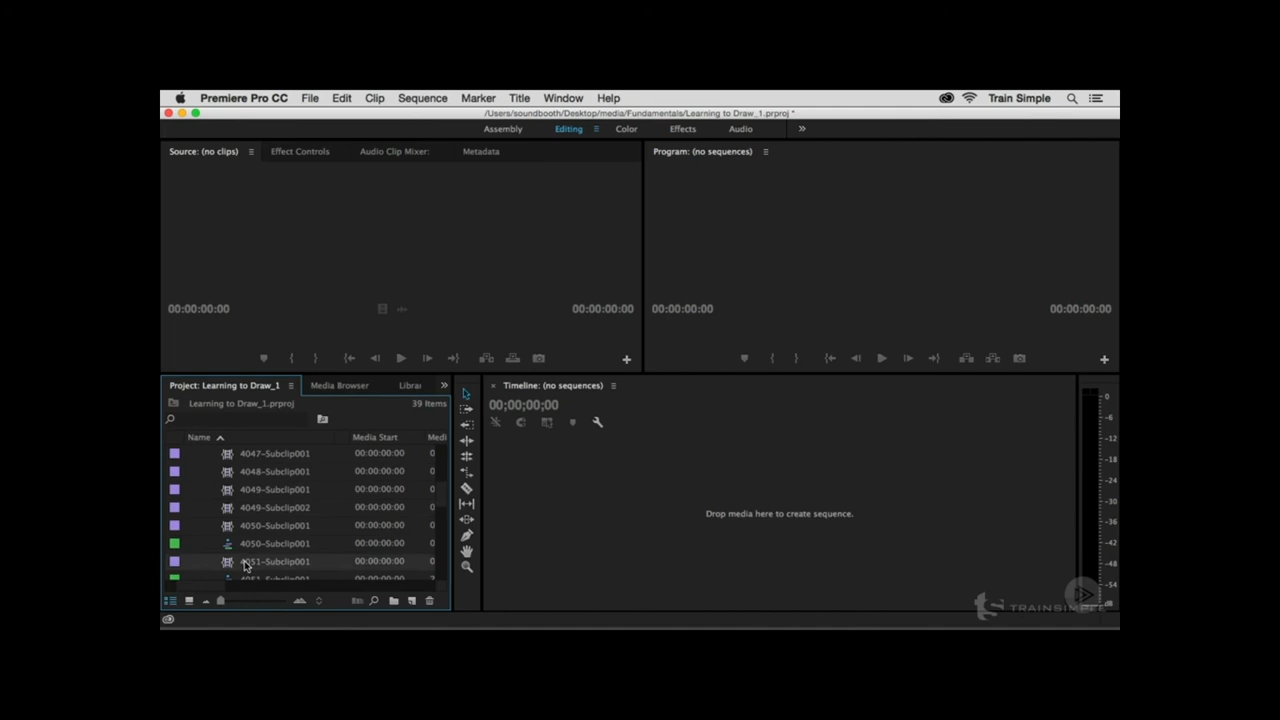 Premiere Pro CC File Edit Clip Sequence Marker Title Window Help Train Simple
/Users/soundbooth/Desktop/media/Fundamentals/Learning to Draw_1.prproj *
Assembly Editing Color Effects Audio
Source: (no clips) Effect Controls Audio Clip Mixer: Metadata Program: (no sequences)
00:00:00:00 00:00:00:00 00:00:00:00 00:00:00:00
Project: Learning to Draw_1 Media Browser Librar Timeline: (no sequences)
Learning to Draw_1.prproj 39 Items 00;00;00;00
Name Media Start Medi
4047-Subclip001 00:00:00:00 0
4048-Subclip001 00:00:00:00 0
4049-Subclip001 00:00:00:00 0
4049-Subclip002 00:00:00:00 0
4050-Subclip001 00:00:00:00 0
4050-Subclip001 00:00:00:00 0
4051-Subclip001 00:00:00:00 0
4051-Subclip001
Drop media here to create sequence.
0
-6
-12
-18
-24
-30
-36
-42
-48
-54
dB
ts TRAINSIMPLE